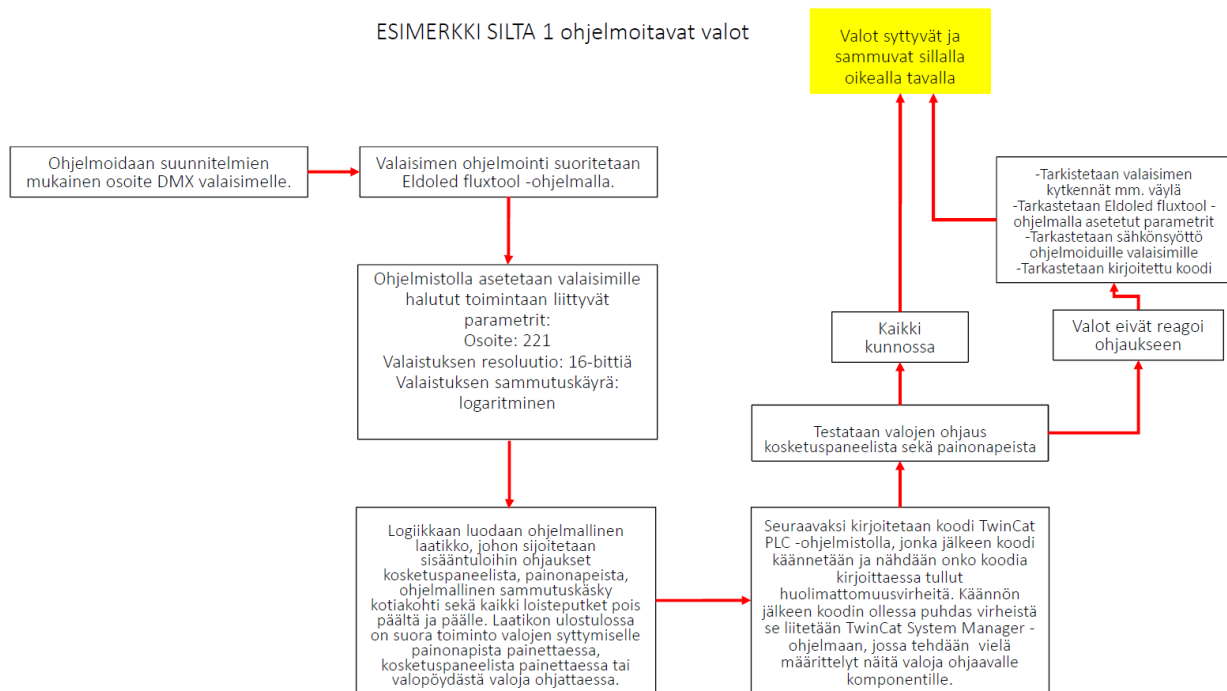 ESIMERKKI SILTA 1 ohjelmoitavat valot
Valot syttyvät ja
sammuvat sillalla
oikealla tavalla
Ohjelmoidaan suunnitelmien
mukainen osoite DMX valaisimelle.
Valaisimen ohjelmointi suoritetaan
Eldoled fluxtool -ohjelmalla.
Ohjelmistolla asetetaan valaisimille
halutut toimintaan liittyvät
parametrit:
Osoite: 221
Valaistuksen resoluutio: 16-bittiä
Valaistuksen sammutuskäyrä:
logaritminen
Logiikkaan luodaan ohjelmallinen
laatikko, johon sijoitetaan
sisääntuloihin ohjaukset
kosketuspaneelista, painonapeista,
ohjelmallinen sammutuskäsky
kotiakohti sekä kaikki loisteputket pois
päältä ja päälle. Laatikon ulostulossa
on suora toiminto valojen syttymiselle
painonapista painettaessa,
kosketuspaneelista painettaessa tai
valopöydästä valoja ohjattaessa.
Seuraavaksi kirjoitetaan koodi TwinCat
PLC -ohjelmistolla, jonka jälkeen koodi
käännetään ja nähdään onko koodia
kirjoittaessa tullut
huolimattomuusvirheitä. Käännön
jälkeen koodin ollessa puhdas virheistä
se liitetään TwinCat System Manager -
ohjelmaan, jossa tehdään vielä
määrittelyt näitä valoja ohjaavalle
komponentille.
Testataan valojen ohjaus
kosketuspaneelista sekä painonapeista
Kaikki
kunnossa
Valot eivät reagoi
ohjaukseen
-Tarkistetaan valaisimen
kytkennät mm. väylä
-Tarkastetaan Eldoled fluxtool -
ohjelmalla asetetut parametrit
-Tarkastetaan sähkönsyöttö
ohjelmoiduille valaisimille
-Tarkastetaan kirjoitettu koodi